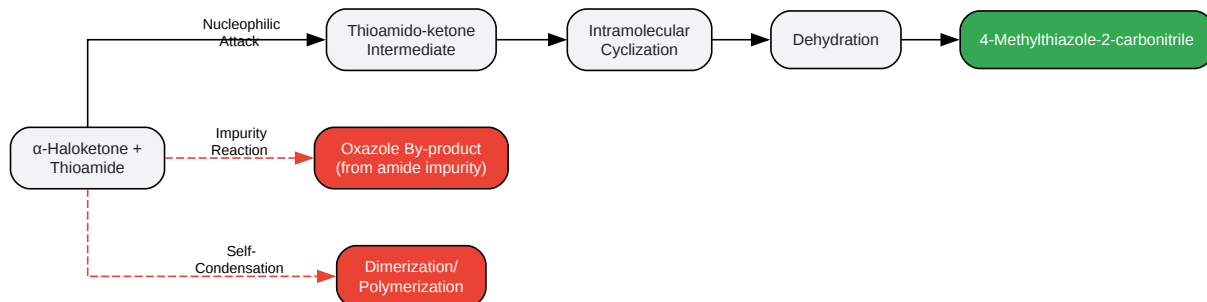 Nucleophilic
Attack
Thioamido-ketone
Intermediate
Intramolecular
Cyclization
Dehydration
4-Methylthiazole-2-carbonitrile
α-Haloketone +
Thioamide
Impurity
Reaction
Oxazole By-product
(from amide impurity)
Self-
Condensation
Dimerization/
Polymerization